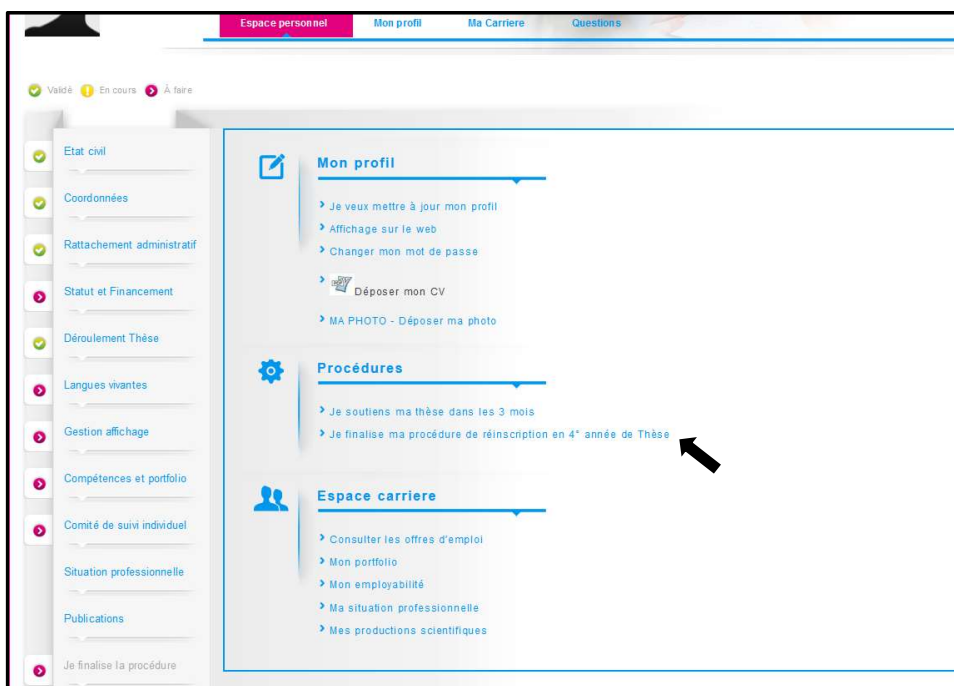 Espace personnel Mon profil Ma Carriere Questions
Validé En cours À faire
Etat civil
Coordonnées
Rattachement administratif
Statut et Financement
Déroulement Thèse
Langues vivantes
Gestion affichage
Compétences et portfolio
Comité de suivi individuel
Situation professionnelle
Publications
Je finalise la procédure
Mon profil
Je veux mettre à jour mon profil
Affichage sur le web
Changer mon mot de passe
Déposer mon CV
MA PHOTO - Déposer ma photo
Procédures
Je soutiens ma thèse dans les 3 mois
Je finalise ma procédure de réinscription en 4° année de Thèse
Espace carriere
Consulter les offres d'emploi
Mon portfolio
Mon employabilité
Ma situation professionnelle
Mes productions scientifiques